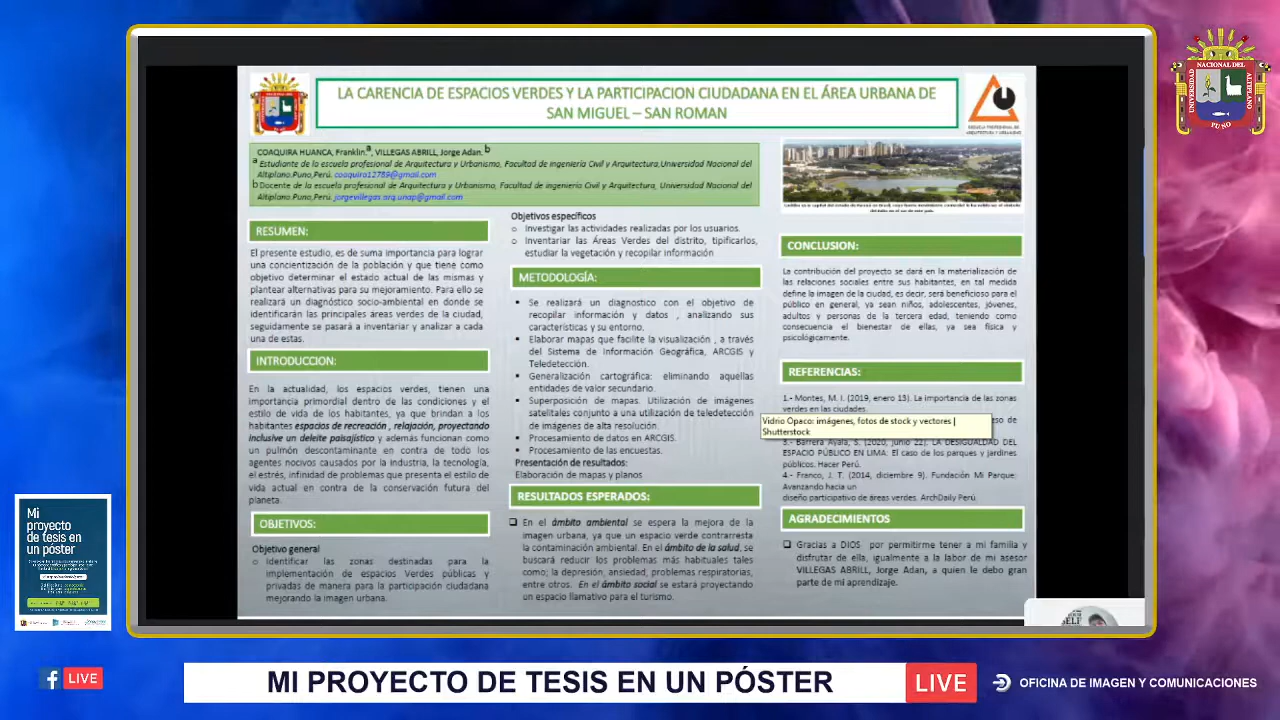 LA CARENCIA DE ESPACIOS VERDES Y LA PARTICIPACION CIUDADANA EN EL ÁREA URBANA DE
SAN MIGUEL – SAN ROMAN
UNIVERSIDAD NACIONAL DEL ALTIPLANO
PUNO
ESCUELA PROFESIONAL DE
ARQUITECTURA Y URBANISMO
COAQUIRA HUANCA, Franklin.a, VILLEGAS ABRILL, Jorge Adan. b
a Estudiante de la escuela profesional de Arquitectura y Urbanismo, Facultad de ingeniería Civil y Arquitectura,Universidad Nacional del
Altiplano.Puno,Perú. cooquira12789@gmail.com
b Docente de la escuela profesional de Arquitectura y Urbanismo, Facultad de ingeniería Civil y Arquitectura, Universidad Nacional del
Altiplano.Puno,Perú. jorgevillegas.arq.unap@gmail.com
RESUMEN:
El presente estudio, es de suma importancia para lograr
una concientización de la población y que tiene como
objetivo determinar el estado actual de las mismas y
plantear alternativas para su mejoramiento. Para ello se
realizará un diagnóstico socio-ambiental en donde se
identificarán las principales áreas verdes de la ciudad,
seguidamente se pasará a inventariar y analizar a cada
una de estas.
INTRODUCCION:
En la actualidad, los espacios verdes, tienen una
importancia primordial dentro de las condiciones y el
estilo de vida de los habitantes, ya que brindan a los
habitantes espacios de recreación , relajación, proyectando
inclusive un deleite paisajístico y además funcionan como
un pulmón descontaminante en contra de todo los
agentes nocivos causados por la industria, la tecnología,
el estrés, infinidad de problemas que presenta el estilo de
vida actual en contra de la conservación futura del
planeta.
OBJETIVOS:
Objetivo general
o Identificar las zonas destinadas para la
implementación de espacios Verdes públicas y
privadas de manera para la participación ciudadana
mejorando la imagen urbana.
Objetivos específicos
o Investigar las actividades realizadas por los usuarios.
o Inventariar las Áreas Verdes del distrito, tipificarlos,
estudiar la vegetación y recopilar información
METODOLOGÍA:
▪ Se realizará un diagnostico con el objetivo de
recopilar información y datos , analizando sus
características y su entorno.
▪ Elaborar mapas que facilite la visualización , a través
del Sistema de Información Geográfica, ARCGIS y
Teledetección.
▪ Generalización cartográfica: eliminando aquellas
entidades de valor secundario.
▪ Superposición de mapas. Utilización de imágenes
satelitales conjunto a una utilización de teledetección
de imágenes de alta resolución.
▪ Procesamiento de datos en ARCGIS.
▪ Procesamiento de las encuestas.
Presentación de resultados:
Elaboración de mapas y planos
RESULTADOS ESPERADOS:
❑ En el ámbito ambiental se espera la mejora de la
imagen urbana, ya que un espacio verde contrarresta
la contaminación ambiental. En el ámbito de la salud, se
buscará reducir los problemas más habituales tales
como; la depresión, ansiedad, problemas respiratorias,
entre otros. En el ámbito social se estará proyectando
un espacio llamativo para el turismo.
CONCLUSION:
La contribución del proyecto se dará en la materialización de
las relaciones sociales entre sus habitantes, en tal medida
define la imagen de la ciudad, es decir, será beneficioso para el
público en general, ya sean niños, adolescentes, jóvenes,
adultos y personas de la tercera edad, teniendo como
consecuencia el bienestar de ellas, ya sea física y
psicológicamente.
REFERENCIAS:
1.- Montes, M. I. (2019, enero 13). La importancia de las zonas
verdes en las ciudades.
Vidrio Opaco: imágenes, fotos de stock y vectores |
Shutterstock
3.- Barrera Ayala, S. (2020, junio 22). LA DESIGUALDAD DEL
ESPACIO PÚBLICO EN LIMA: El caso de los parques y jardines
públicos. Hacer Perú.
4.- Franco, J. T. (2014, diciembre 9). Fundación Mi Parque:
Avanzando hacia un
diseño participativo de áreas verdes. ArchDaily Perú.
AGRADECIMIENTOS
❑ Gracias a DIOS por permitirme tener a mi familia y
disfrutar de ella, igualmente a la labor de mi asesor
VILLEGAS ABRILL, Jorge Adan, a quien le debo gran
parte de mi aprendizaje.
Mi
proyecto
de tesis en
un póster
LIVE
MI PROYECTO DE TESIS EN UN PÓSTER
LIVE
OFICINA DE IMAGEN Y COMUNICACIONES